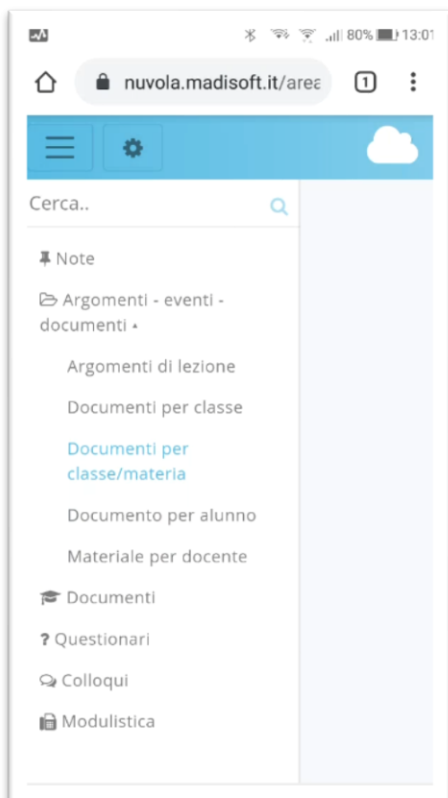 80% 13:01
nuvola.madisoft.it/area 1
Cerca..
Note
Argomenti - eventi -
documenti
Argomenti di lezione
Documenti per classe
Documenti per
classe/materia
Documento per alunno
Materiale per docente
Documenti
? Questionari
Colloqui
Modulistica